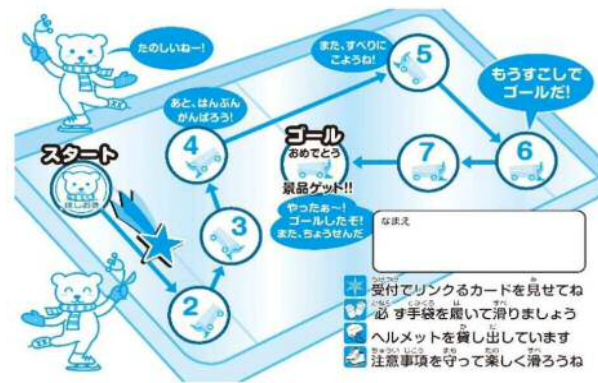 たのしいねー!
また、すべりに
こようね!
5
もうすこしで
ゴールだ!
あと、はんぶん
がんばろう!
スタート
4
ゴール
おめでとう
景品ゲット!!
7
6
3
2
やったぁ〜!
ゴールしたぞ!
また、ちょうせんだ
なまえ
受付でリンクるカードを見せてね
必ず手袋を履いて滑りましょう
ヘルメットを貸し出しています
注意事項を守って楽しく滑ろうね